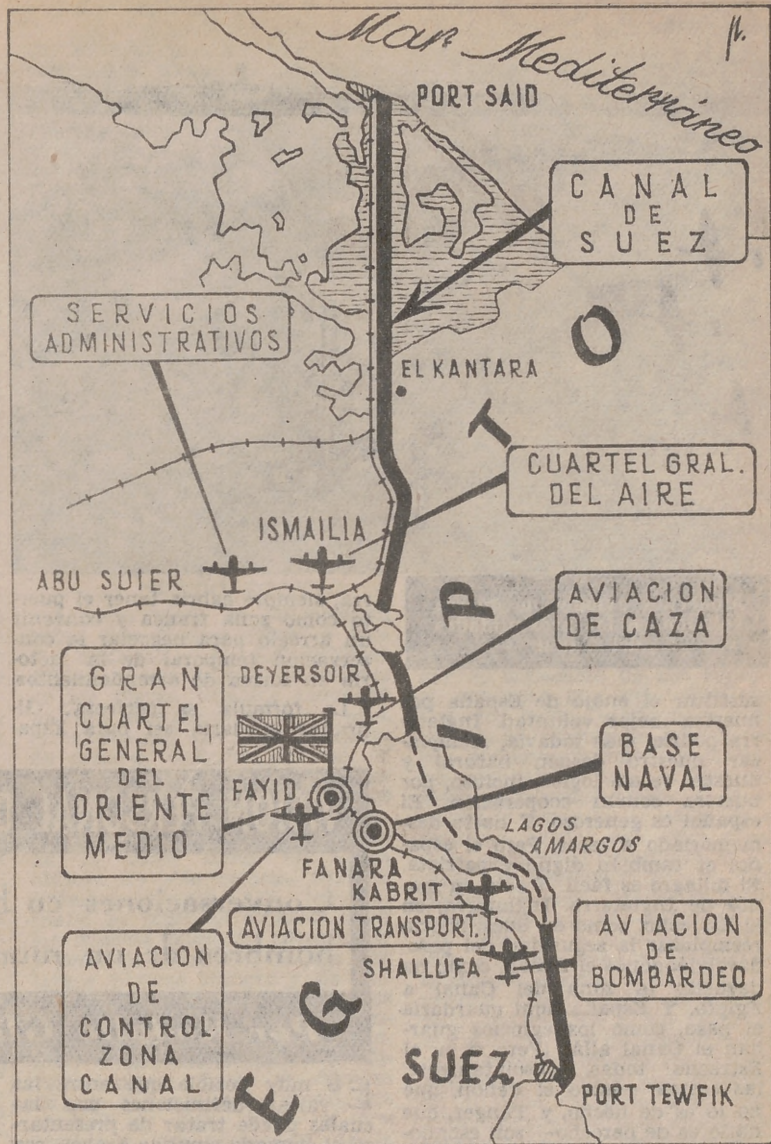 Mar Mediterráneo
PORT SAID
CANAL
DE
SUEZ
SERVICIOS
ADMINISTRATIVOS
EL KANTARA
CUARTEL GRAL.
DEL AIRE
ISMAILIA
ABU SUIER
AVIACION
DE CAZA
DEYERSOIR
GRAN
CUARTEL
GENERAL
DEL
ORIENTE
MEDIO
FAYID
BASE
NAVAL
LAGOS
AMARGOS
FANARA
KABRIT
AVIACION TRANSPORT.
SHALLUFA
AVIACION
DE
BOMBARDEO
AVIACION
DE
CONTROL
ZONA
CANAL
EGIPTO
SUEZ
PORT TEWFIK